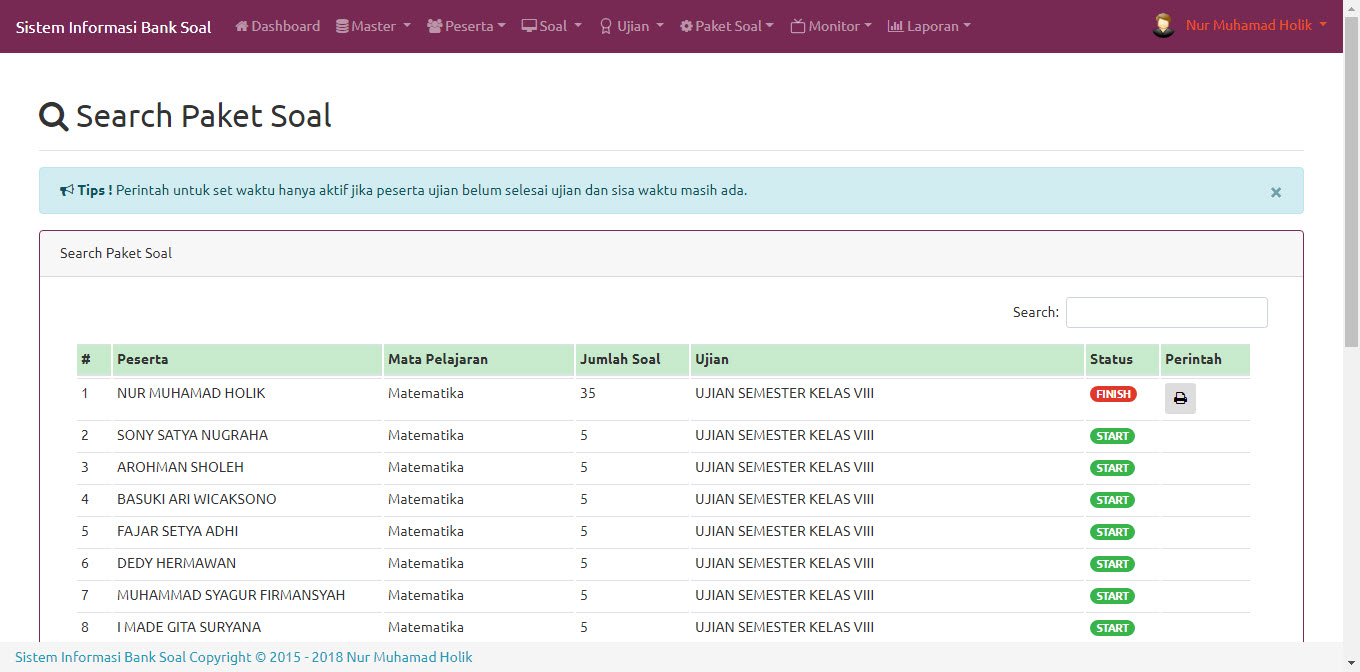 Sistem Informasi Bank Soal Dashboard Master Peserta Soal Ujian Paket Soal Monitor Laporan Nur Muhamad Holik
Search Paket Soal
Tips ! Perintah untuk set waktu hanya aktif jika peserta ujian belum selesai ujian dan sisa waktu masih ada. ×
Search Paket Soal
Search:
# Peserta Mata Pelajaran Jumlah Soal Ujian Status Perintah
1 NUR MUHAMAD HOLIK Matematika 35 UJIAN SEMESTER KELAS VIII FINISH
2 SONY SATYA NUGRAHA Matematika 5 UJIAN SEMESTER KELAS VIII START
3 AROHMAN SHOLEH Matematika 5 UJIAN SEMESTER KELAS VIII START
4 BASUKI ARI WICAKSONO Matematika 5 UJIAN SEMESTER KELAS VIII START
5 FAJAR SETYA ADHI Matematika 5 UJIAN SEMESTER KELAS VIII START
6 DEDY HERMAWAN Matematika 5 UJIAN SEMESTER KELAS VIII START
7 MUHAMMAD SYAGUR FIRMANSYAH Matematika 5 UJIAN SEMESTER KELAS VIII START
8 I MADE GITA SURYANA Matematika 5 UJIAN SEMESTER KELAS VIII START
Sistem Informasi Bank Soal Copyright © 2015 - 2018 Nur Muhamad Holik